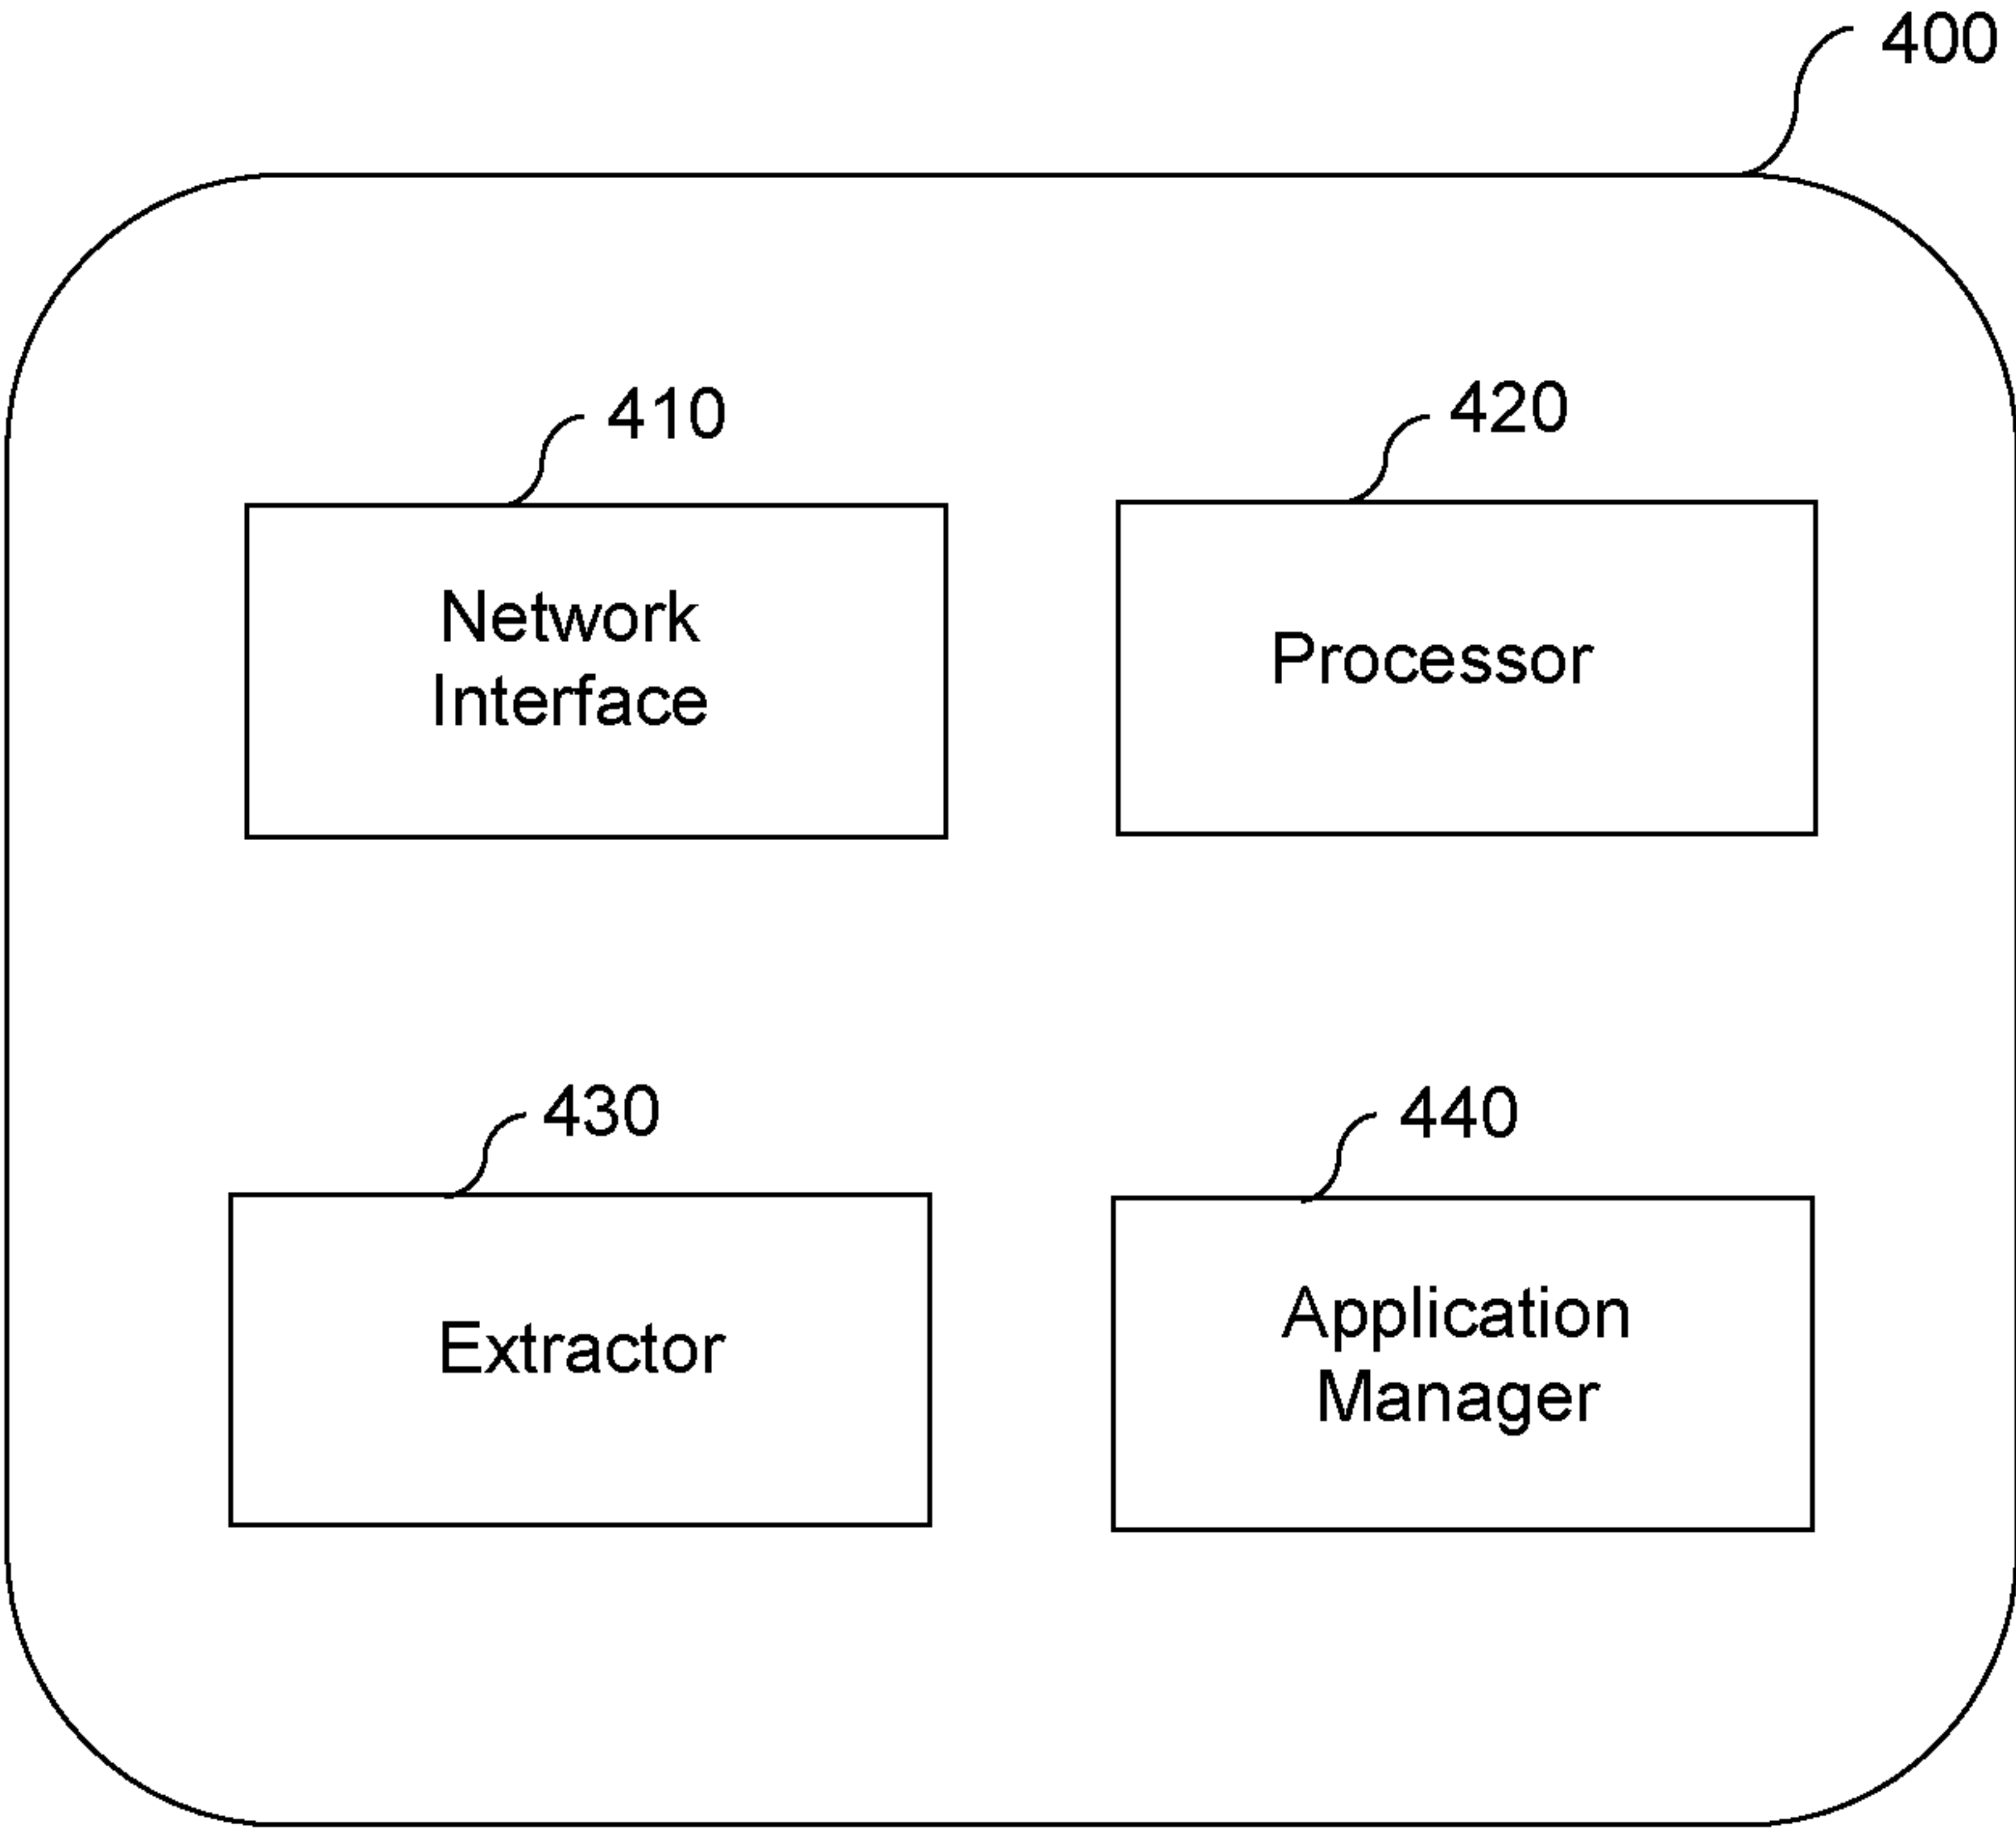 400
410
420
Network
Interface
Processor
430
440
Extractor
Application
Manager